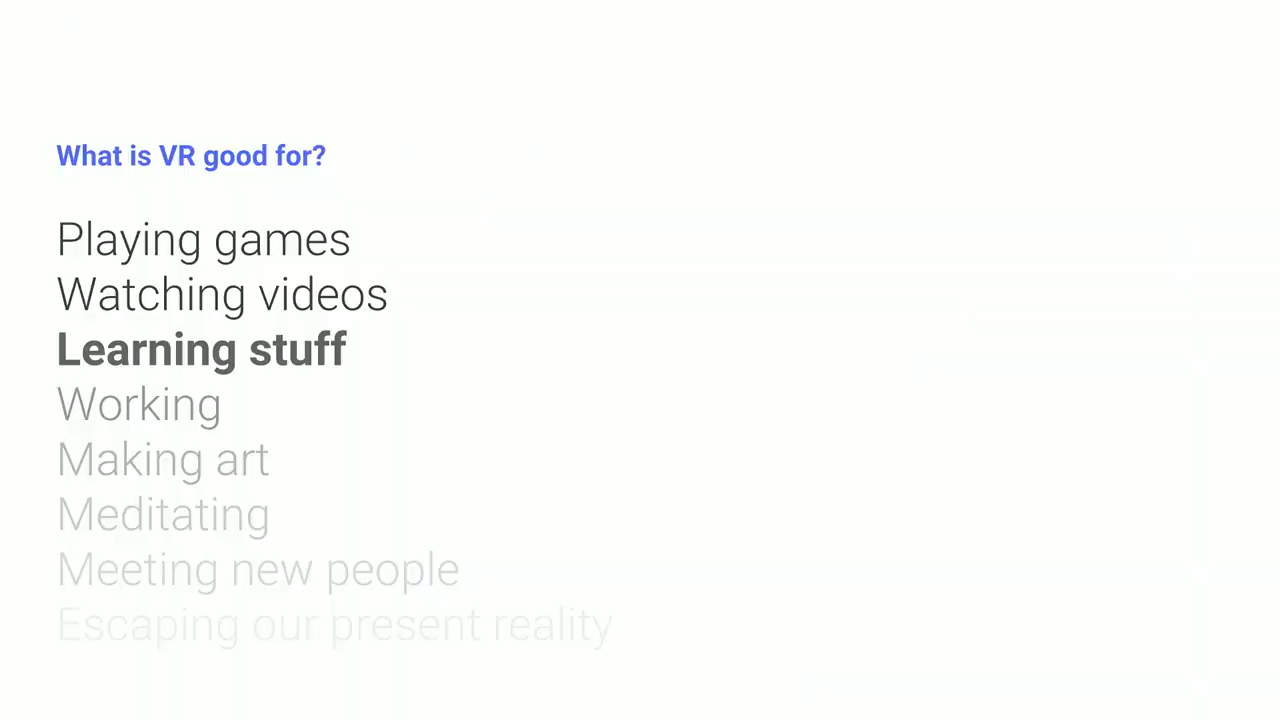 What is VR good for?
Playing games
Watching videos
Learning stuff
Working
Making art
Meditating
Meeting new people
Escaping our present reality